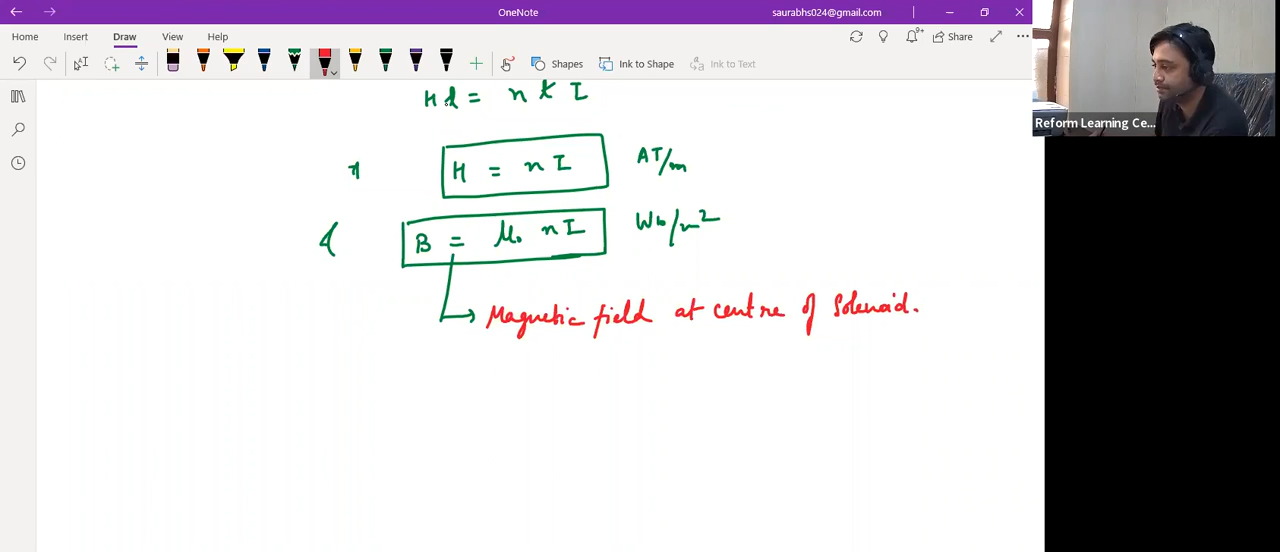 OneNote
saurabhs024@gmail.com
Home Insert Draw View Help
9+ Share
Shapes Ink to Shape Ink to Text
Reform Learning Ce...
H l = n l I
H = n I AT/m
B = μ₀ n I Wb/m²
Magnetic field at centre of Solenoid.